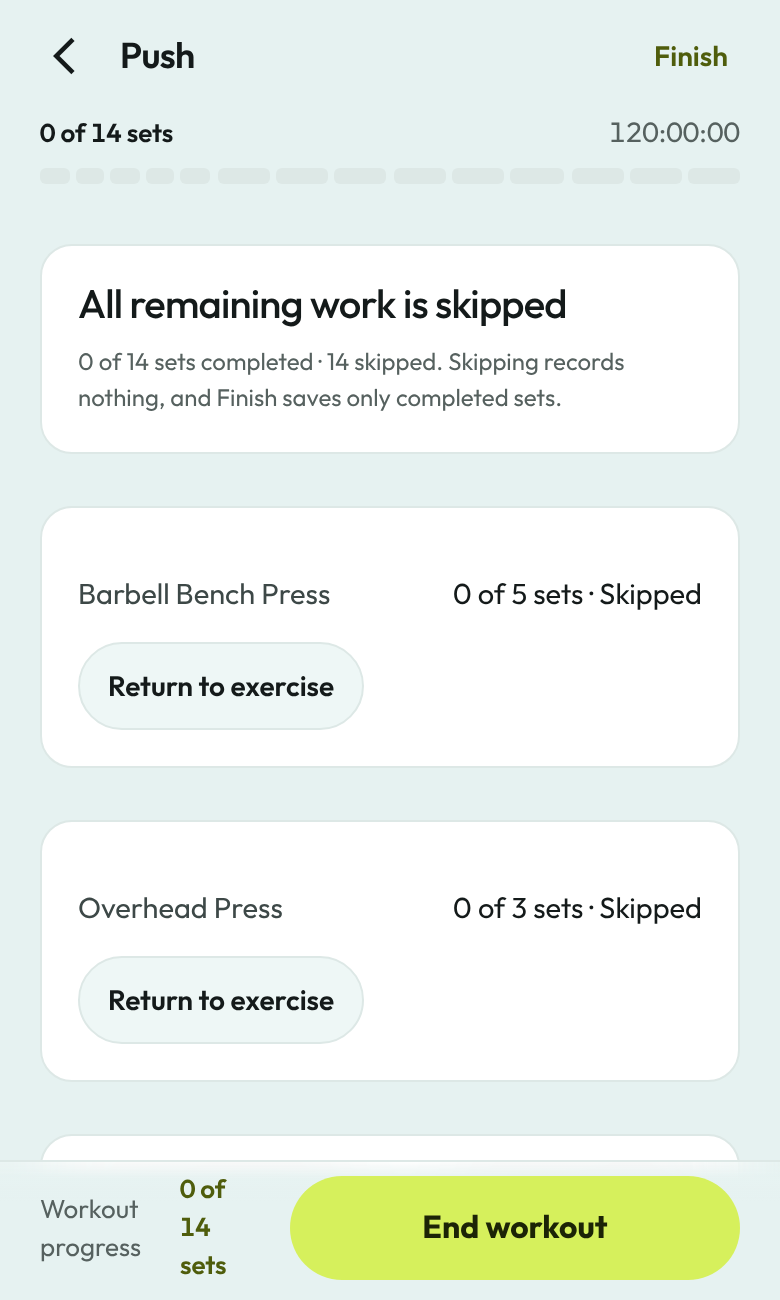 Push
Finish
0 of 14 sets
120:00:00
All remaining work is skipped
0 of 14 sets completed · 14 skipped. Skipping records
nothing, and Finish saves only completed sets.
Barbell Bench Press
0 of 5 sets · Skipped
Return to exercise
Overhead Press
0 of 3 sets · Skipped
Return to exercise
Workout
progress
0 of
14
sets
End workout